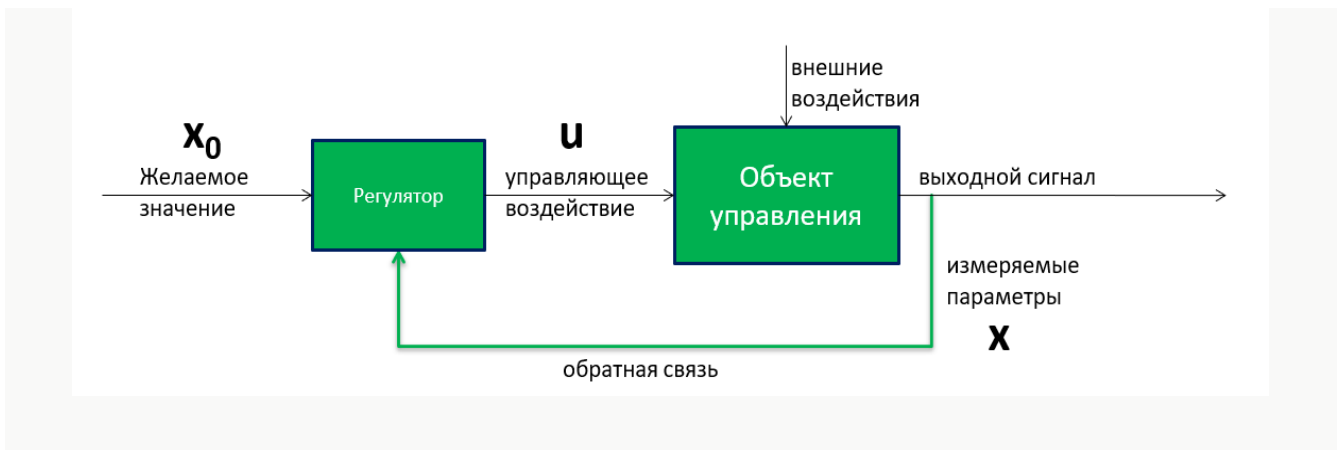 внешние
воздействия
x₀
Желаемое
значение
Регулятор
u
управляющее
воздействие
Объект
управления
выходной сигнал
измеряемые
параметры
x
обратная связь